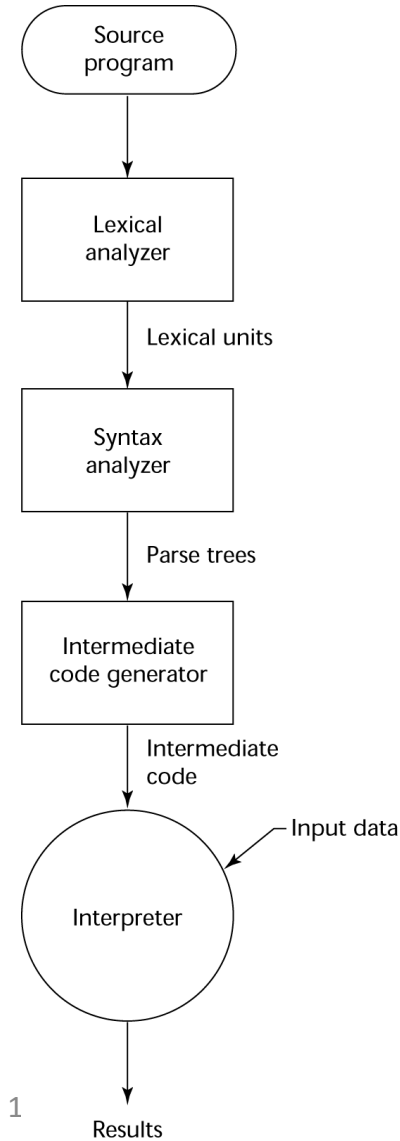 Source
program
Lexical
analyzer
Lexical units
Syntax
analyzer
Parse trees
Intermediate
code generator
Intermediate
code
Input data
Interpreter
1
Results